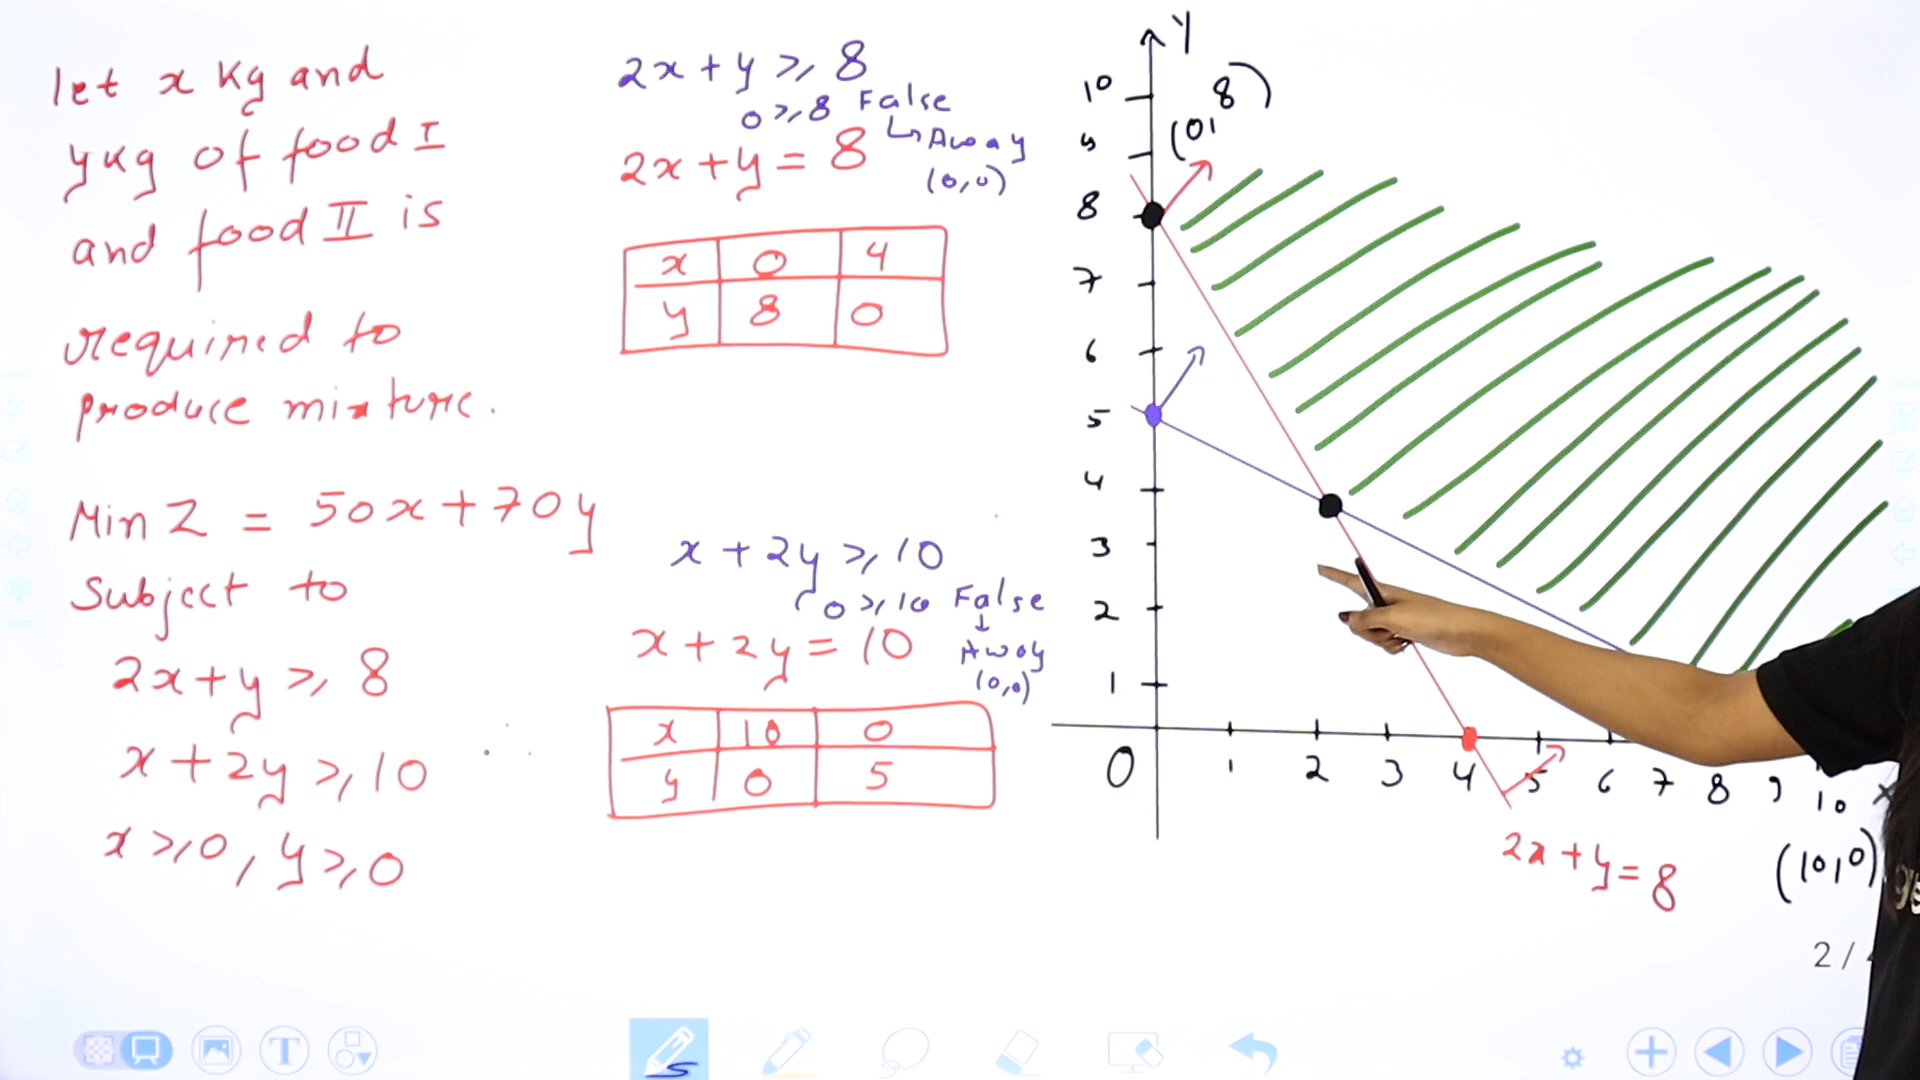 let x Kg and
y Kg of food I
and food II is
required to
produce mixture.
Min Z = 50x + 70y
Subject to
2x + y ≥ 8
x + 2y ≥ 10
x ≥ 0, y ≥ 0
2x + y ≥ 8
0 ≥ 8 False
↳ Away
(0,0)
2x + y = 8
x 0 4
y 8 0
x + 2y ≥ 10
0 ≥ 10 False
↓
Away
(0,0)
x + 2y = 10
x 10 0
y 0 5
Y
(0, 8)
10
9
8
7
6
5
4
3
2
1
0 1 2 3 4 5 6 7 8 9 10 X
2x + y = 8
(10,0)
2 /
T